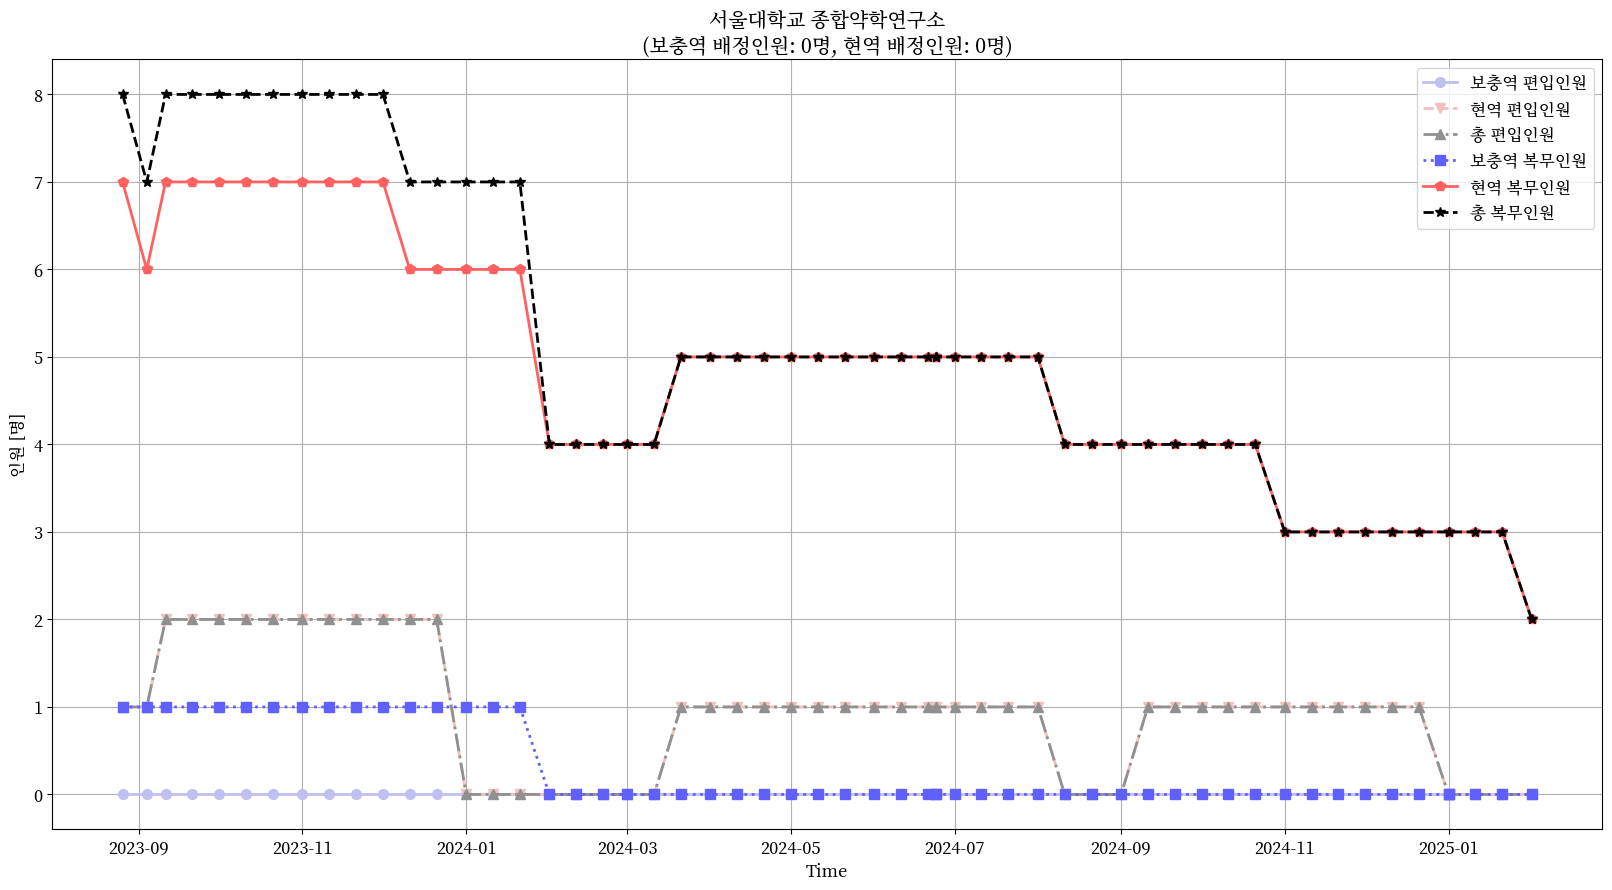 서울대학교 종합약학연구소
(보충역 배정인원: 0명, 현역 배정인원: 0명)
보충역 편입인원
현역 편입인원
총 편입인원
보충역 복무인원
현역 복무인원
총 복무인원
인원 [명]
8
7
6
5
4
3
2
1
0
2023-09 2023-11 2024-01 2024-03 2024-05 2024-07 2024-09 2024-11 2025-01
Time